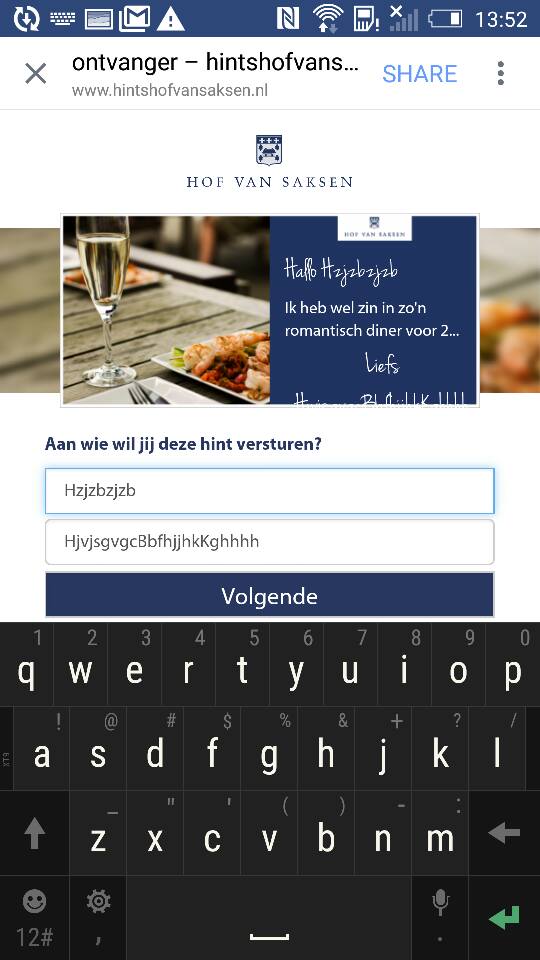 13:52
ontvanger – hintshofvans...
www.hintshofvansaksen.nl
SHARE
HOF VAN SAKSEN
HOF VAN SAKSEN
Hallo Hzjzbzjzb
Ik heb wel zin in zo'n
romantisch diner voor 2...
Liefs
Aan wie wil jij deze hint versturen?
Hzjzbzjzb
HjvjsgvgcBbfhjjhkKghhhh
Volgende
1 2 3 4 5 6 7 8 9 0
q w e r t y u i o p
! @ # $ % & + ? /
XT9 a s d f g h j k l
_ " ' ( ) - :
z x c v b n m
12# , .